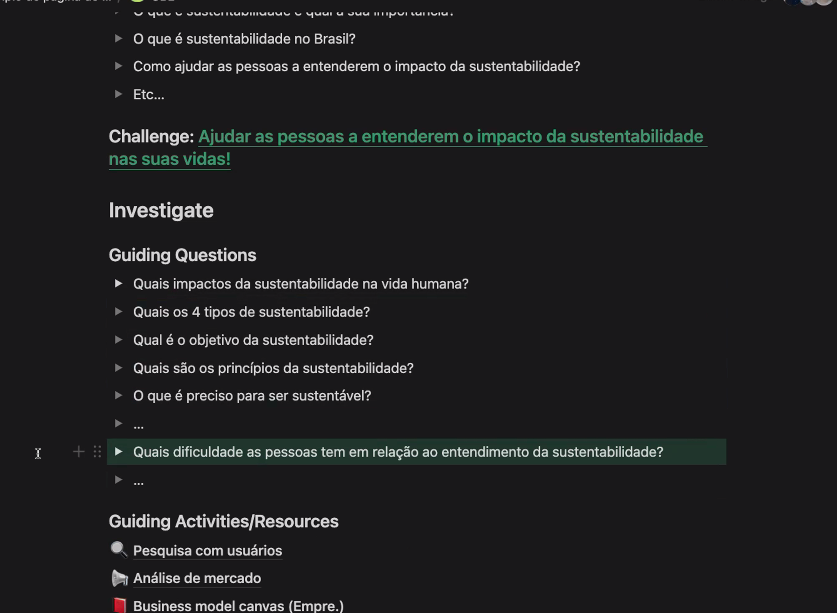 O que é sustentabilidade e qual a sua importância?
O que é sustentabilidade no Brasil?
Como ajudar as pessoas a entenderem o impacto da sustentabilidade?
Etc...
Challenge: Ajudar as pessoas a entenderem o impacto da sustentabilidade
nas suas vidas!
Investigate
Guiding Questions
Quais impactos da sustentabilidade na vida humana?
Quais os 4 tipos de sustentabilidade?
Qual é o objetivo da sustentabilidade?
Quais são os princípios da sustentabilidade?
O que é preciso para ser sustentável?
...
Quais dificuldade as pessoas tem em relação ao entendimento da sustentabilidade?
...
Guiding Activities/Resources
Pesquisa com usuários
Análise de mercado
Business model canvas (Empre.)